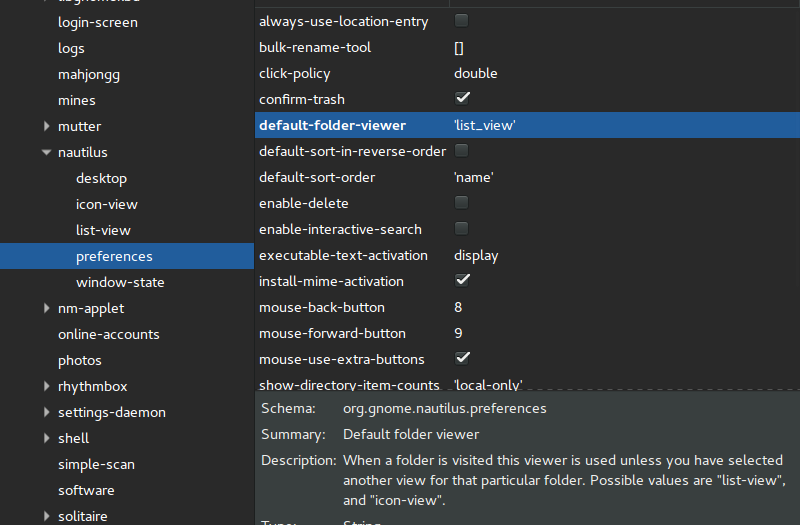 login-screen
logs
mahjongg
mines
mutter
nautilus
desktop
icon-view
list-view
preferences
window-state
nm-applet
online-accounts
photos
rhythmbox
settings-daemon
shell
simple-scan
software
solitaire
always-use-location-entry
bulk-rename-tool []
click-policy double
confirm-trash
default-folder-viewer 'list_view'
default-sort-in-reverse-order
default-sort-order 'name'
enable-delete
enable-interactive-search
executable-text-activation display
install-mime-activation
mouse-back-button 8
mouse-forward-button 9
mouse-use-extra-buttons
show-directory-item-counts 'local-only'
Schema: org.gnome.nautilus.preferences
Summary: Default folder viewer
Description: When a folder is visited this viewer is used unless you have selected
another view for that particular folder. Possible values are "list-view",
and "icon-view".